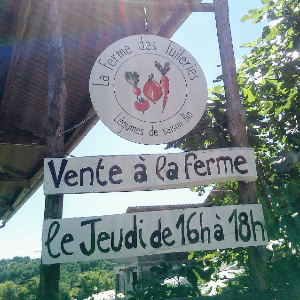 La Ferme des Tuileries
Légumes de saison Bio
Vente à la ferme
le Jeudi de 16h à 18h